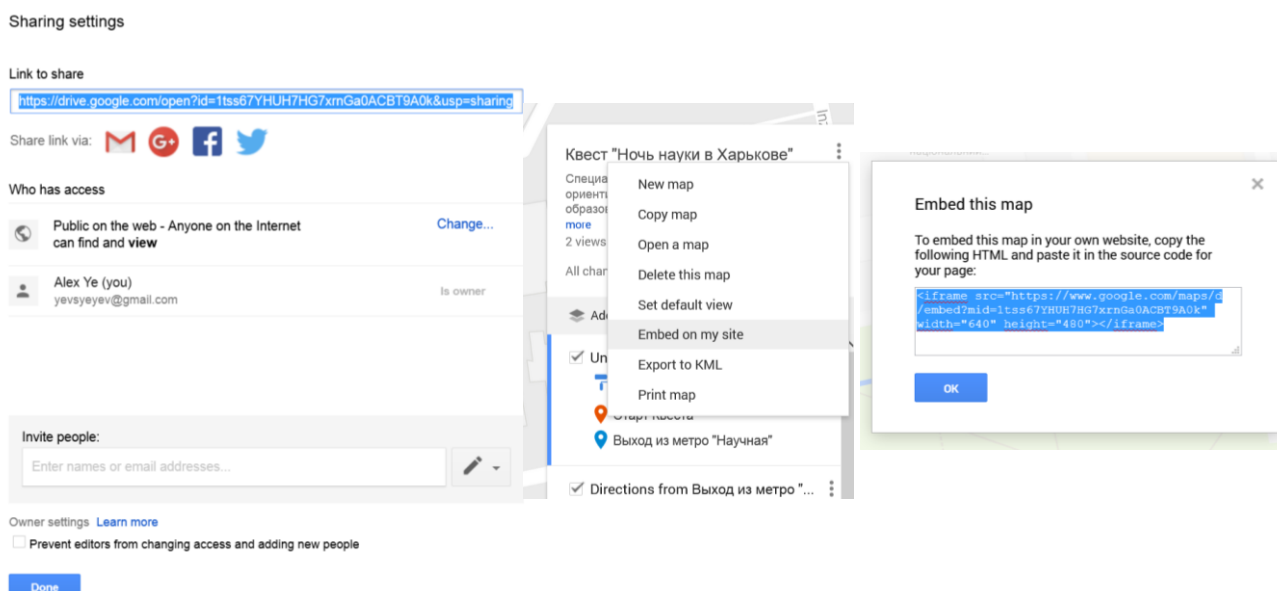 Sharing settings
Link to share
https://drive.google.com/open?id=1tss67YHUH7HG7xrnGa0ACBT9A0k&usp=sharing
Share link via:
Who has access
Public on the web - Anyone on the Internet
can find and view
Change...
Alex Ye (you)
yevsyeyev@gmail.com
Is owner
Invite people:
Enter names or email addresses...
Owner settings Learn more
Prevent editors from changing access and adding new people
Done
Квест "Ночь науки в Харькове"
more
2 views
New map
Copy map
Open a map
Delete this map
Set default view
Embed on my site
Export to KML
Print map
Старт Квеста
Выход из метро "Научная"
Directions from Выход из метро "...
Embed this map
To embed this map in your own website, copy the
following HTML and paste it in the source code for
your page:
<iframe src="https://www.google.com/maps/d
/embed?mid=1tss67YHUH7HG7xrnGa0ACBT9A0k"
width="640" height="480"></iframe>
OK